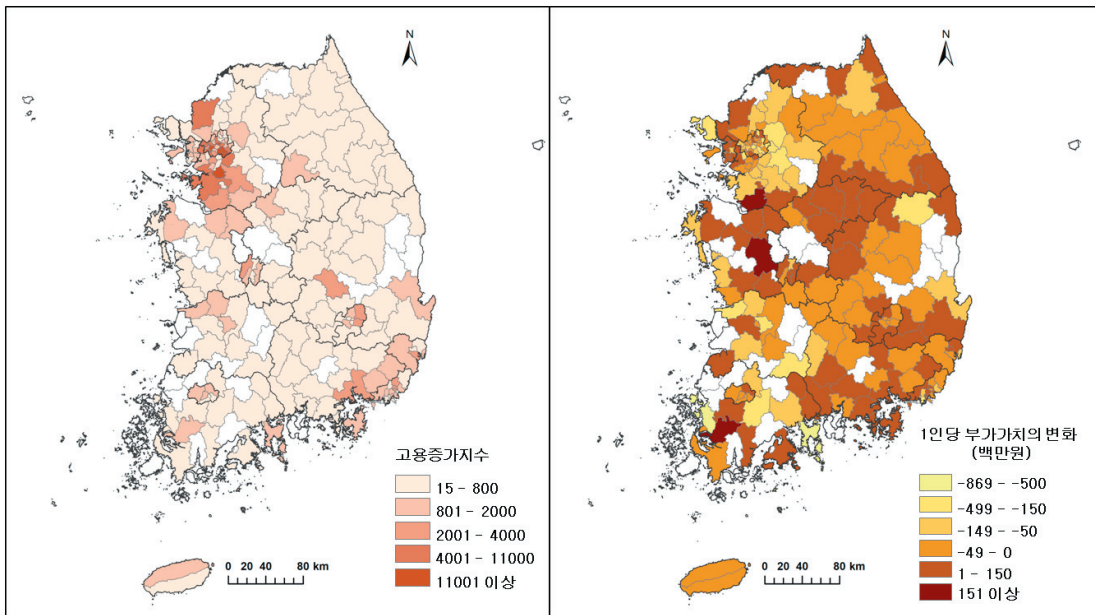 N
고용증가지수
15 - 800
801 - 2000
2001 - 4000
4001 - 11000
11001 이상
0 20 40 80 km
N
1인당 부가가치의 변화
(백만원)
-869 - -500
-499 - -150
-149 - -50
-49 - 0
1 - 150
151 이상
0 20 40 80 km